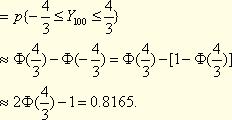 = p{-4/3 ≤ Y₁₀₀ ≤ 4/3}
≈ Φ(4/3) - Φ(-4/3) = Φ(4/3) - [1 - Φ(4/3)]
≈ 2Φ(4/3) - 1 = 0.8165.